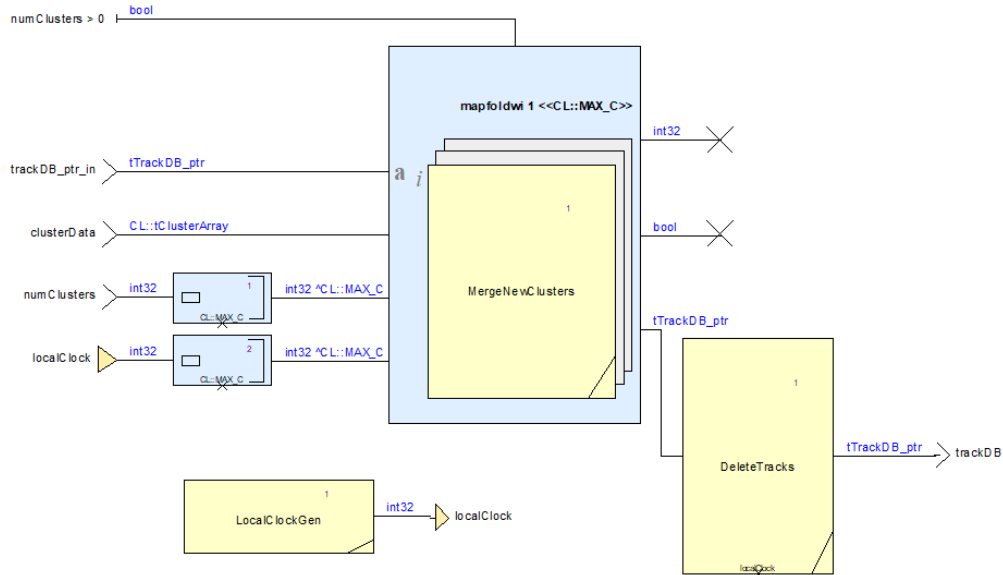 numClusters > 0
bool
mapfoldwi 1 <<CL::MAX_C>>
int32
trackDB_ptr_in
tTrackDB_ptr
a i
1
clusterData
CL::tClusterArray
bool
numClusters
int32
1
CL::MAX_C
int32 ^CL::MAX_C
MergeNewClusters
localClock
int32
2
CL::MAX_C
int32 ^CL::MAX_C
tTrackDB_ptr
1
DeleteTracks
tTrackDB_ptr
trackDB
localClock
1
LocalClockGen
int32
localClock